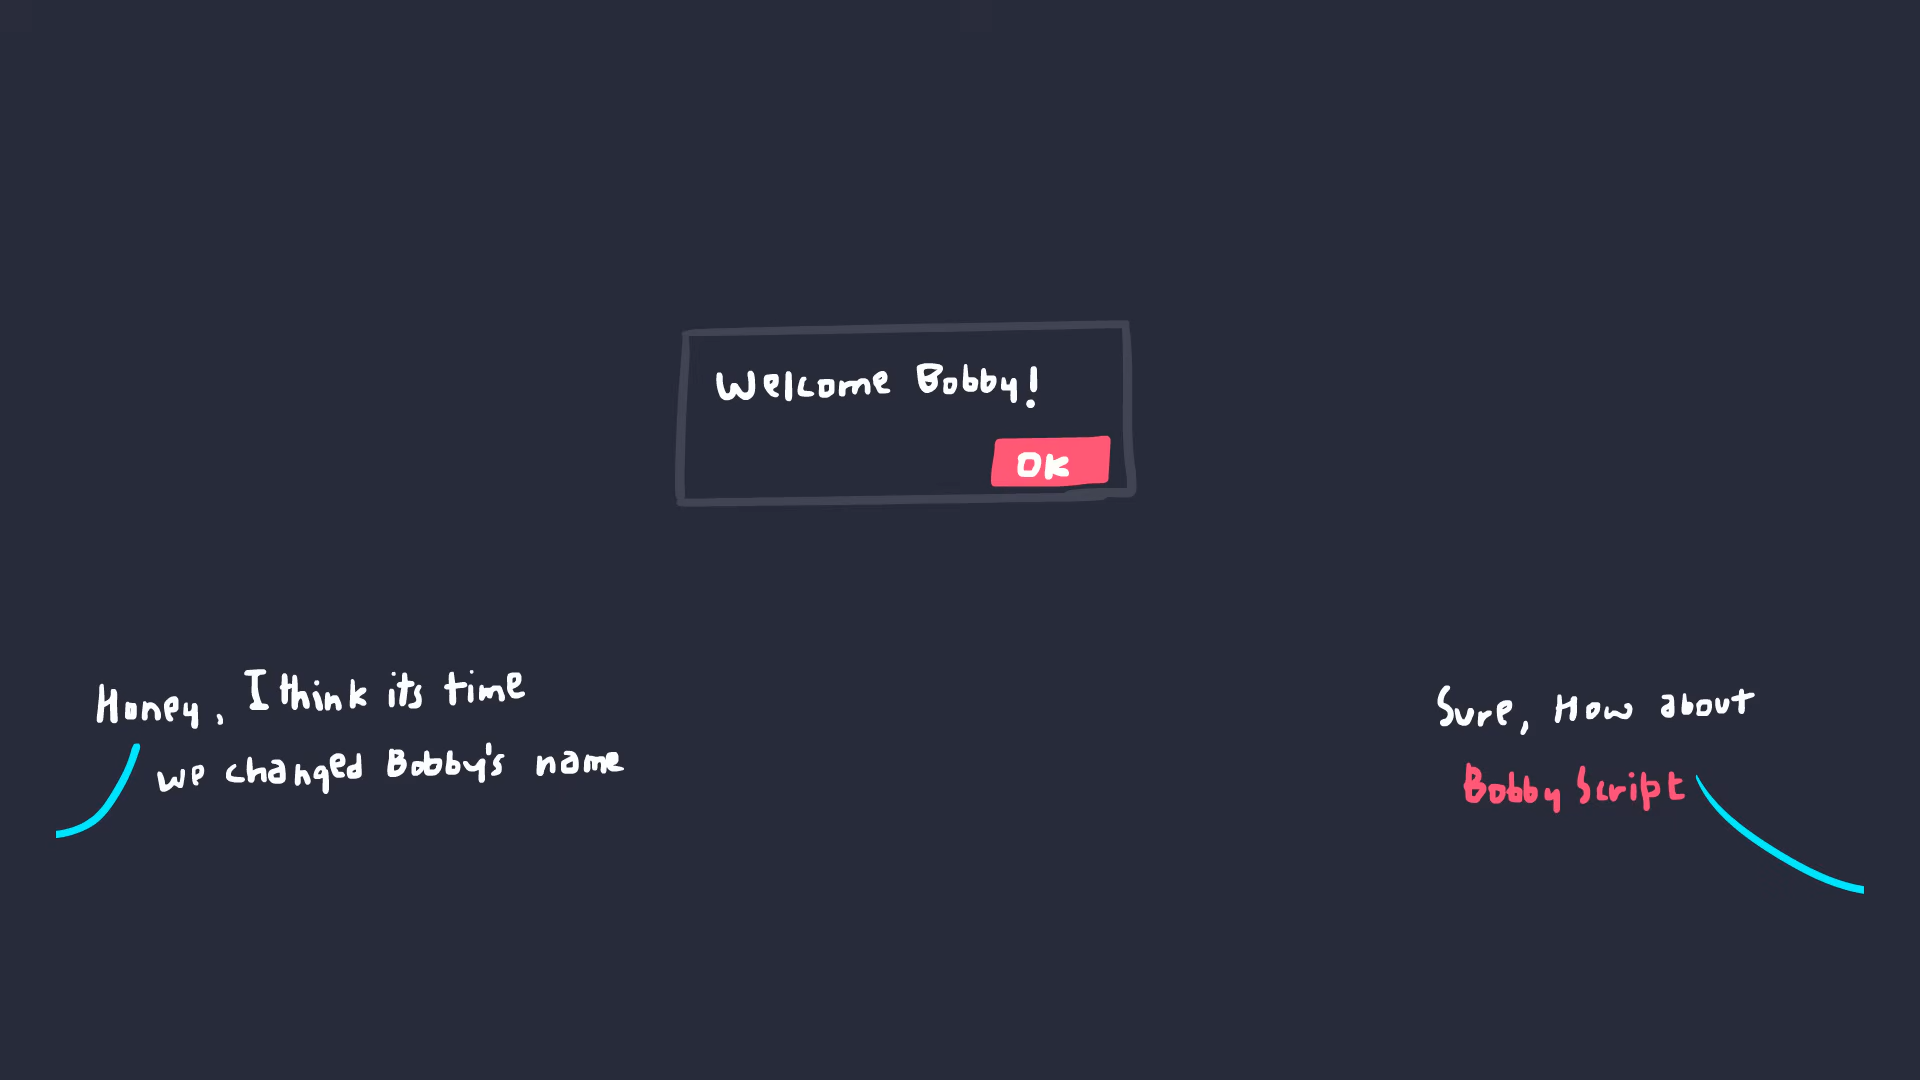 Welcome Bobby!
OK
Honey, I think its time
we changed Bobby's name
Sure, How about
Bobby Script